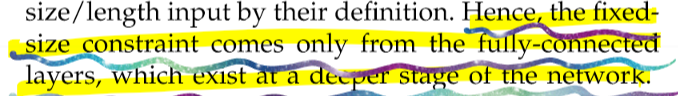 size/length input by their definition. Hence, the fixed-
size constraint comes only from the fully-connected
layers, which exist at a deeper stage of the network.